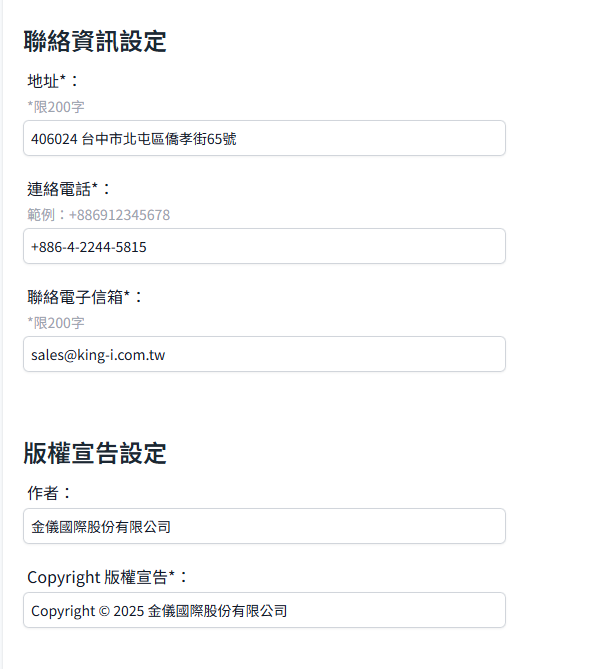 聯絡資訊設定
地址*：
*限200字
406024 台中市北屯區僑孝街65號
連絡電話*：
範例：+886912345678
+886-4-2244-5815
聯絡電子信箱*：
*限200字
sales@king-i.com.tw
版權宣告設定
作者：
金儀國際股份有限公司
Copyright 版權宣告*：
Copyright © 2025 金儀國際股份有限公司